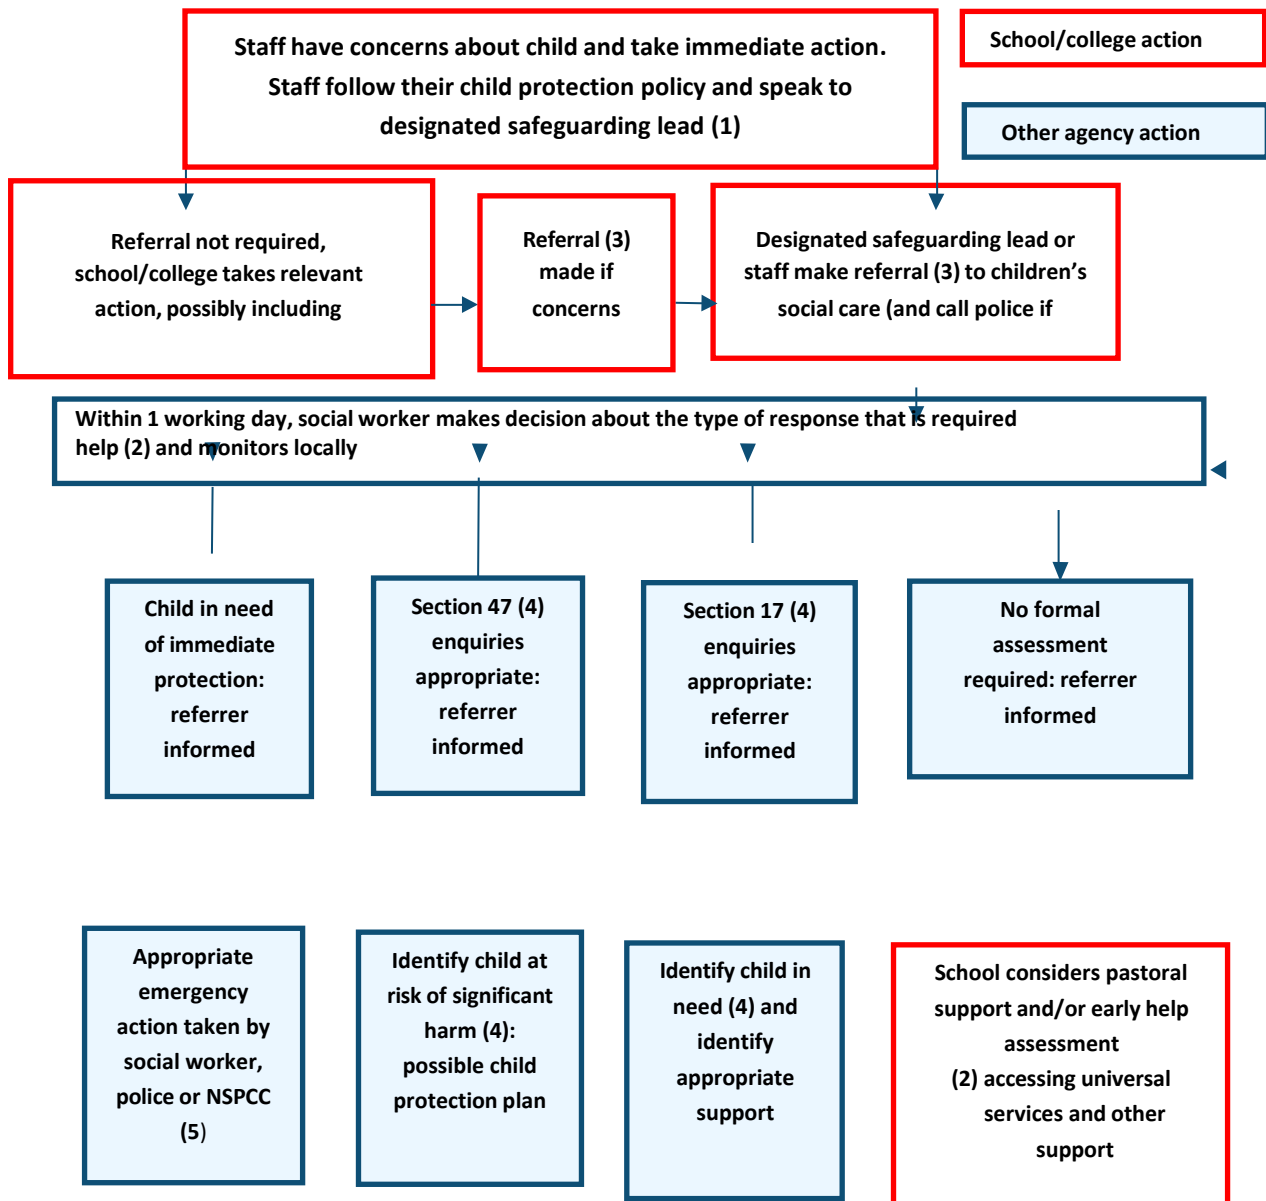 Staff have concerns about child and take immediate action.
Staff follow their child protection policy and speak to
designated safeguarding lead (1)
School/college action
Other agency action
Referral not required,
school/college takes relevant
action, possibly including
Referral (3)
made if
concerns
Designated safeguarding lead or
staff make referral (3) to children’s
social care (and call police if
Within 1 working day, social worker makes decision about the type of response that is required
help (2) and monitors locally
Child in need
of immediate
protection:
referrer
informed
Section 47 (4)
enquiries
appropriate:
referrer
informed
Section 17 (4)
enquiries
appropriate:
referrer
informed
No formal
assessment
required: referrer
informed
Appropriate
emergency
action taken by
social worker,
police or NSPCC
(5)
Identify child at
risk of significant
harm (4):
possible child
protection plan
Identify child in
need (4) and
identify
appropriate
support
School considers pastoral
support and/or early help
assessment
(2) accessing universal
services and other
support